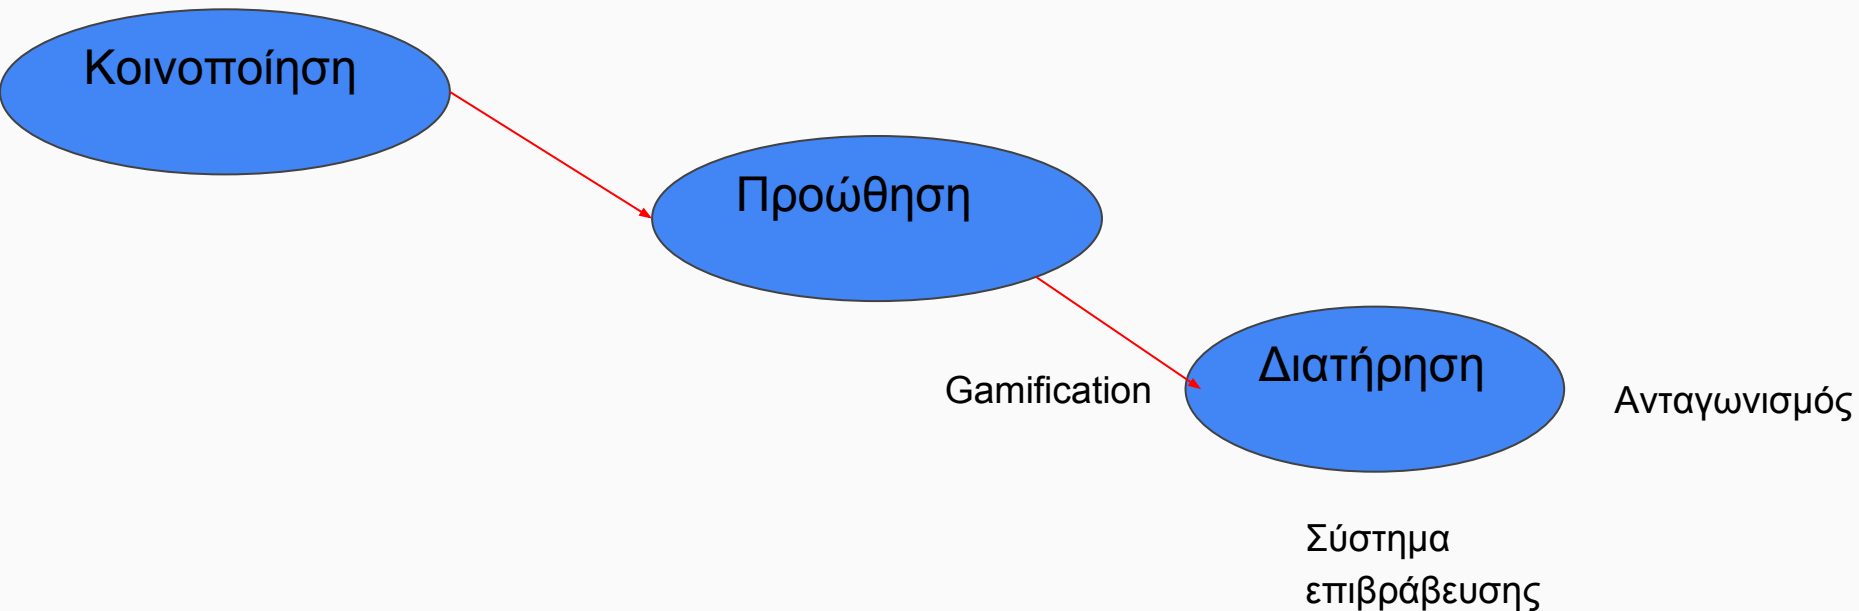 Κοινοποίηση
Προώθηση
Διατήρηση
Gamification
Ανταγωνισμός
Σύστημα
επιβράβευσης